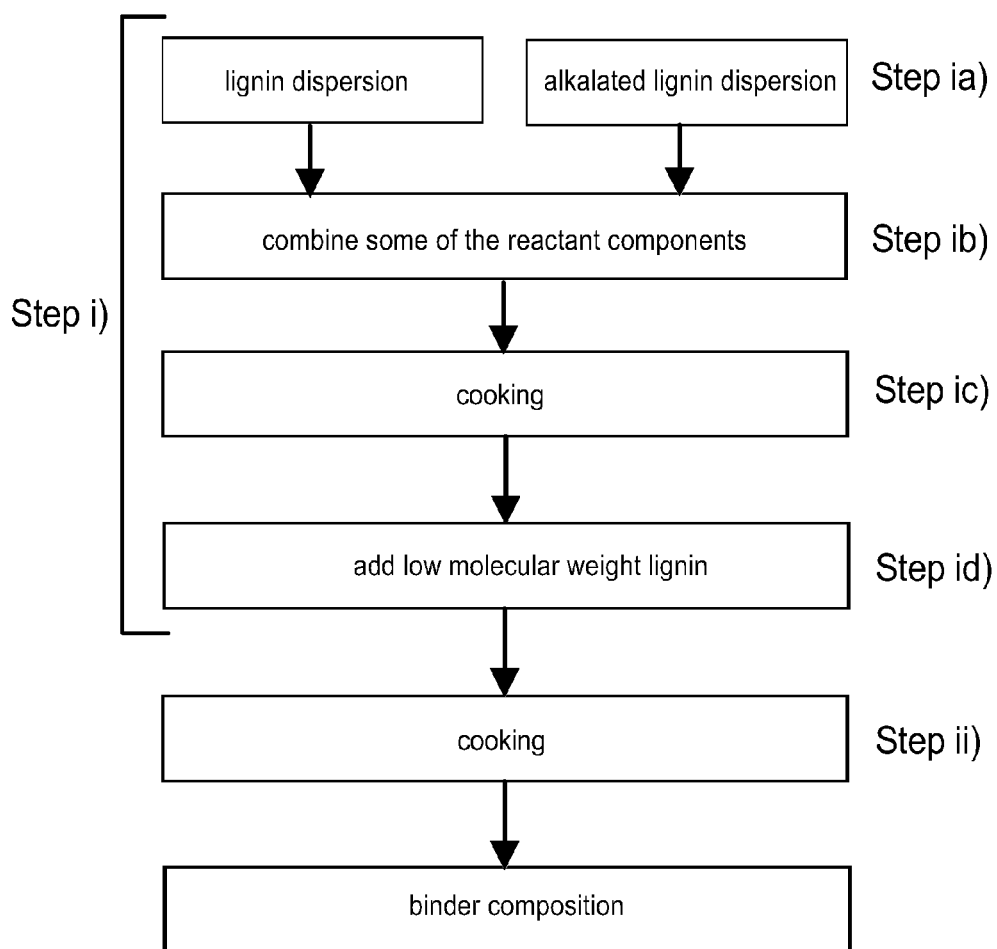 lignin dispersion
alkalated lignin dispersion
Step ia)
combine some of the reactant components
Step ib)
Step i)
cooking
Step ic)
add low molecular weight lignin
Step id)
cooking
Step ii)
binder composition